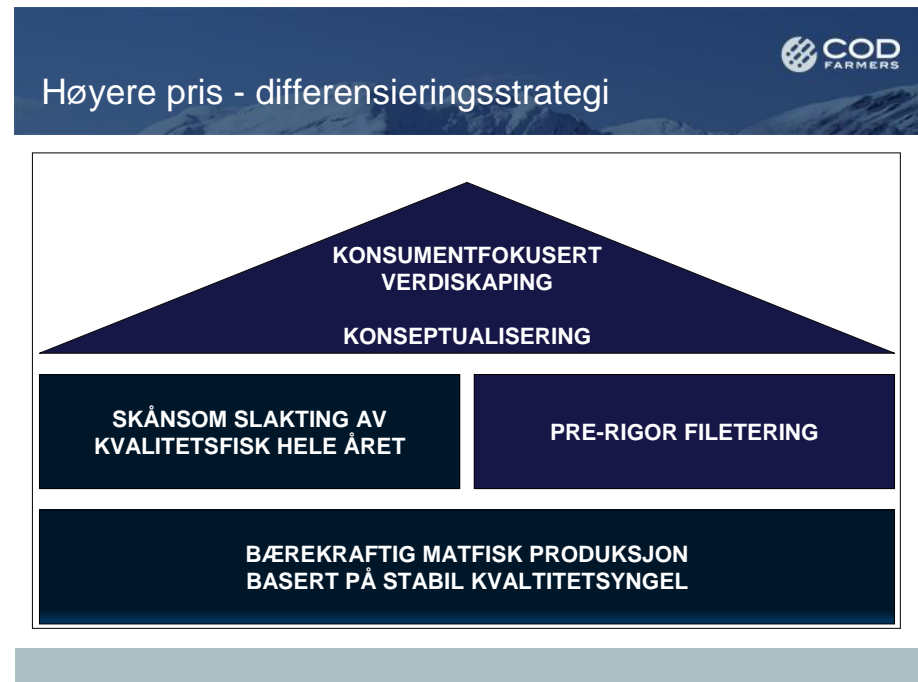 COD
FARMERS
Høyere pris - differensieringsstrategi
KONSUMENTFOKUSERT
VERDISKAPING
KONSEPTUALISERING
SKÅNSOM SLAKTING AV
KVALITETSFISK HELE ÅRET
PRE-RIGOR FILETERING
BÆREKRAFTIG MATFISK PRODUKSJON
BASERT PÅ STABIL KVALTITETSYNGEL